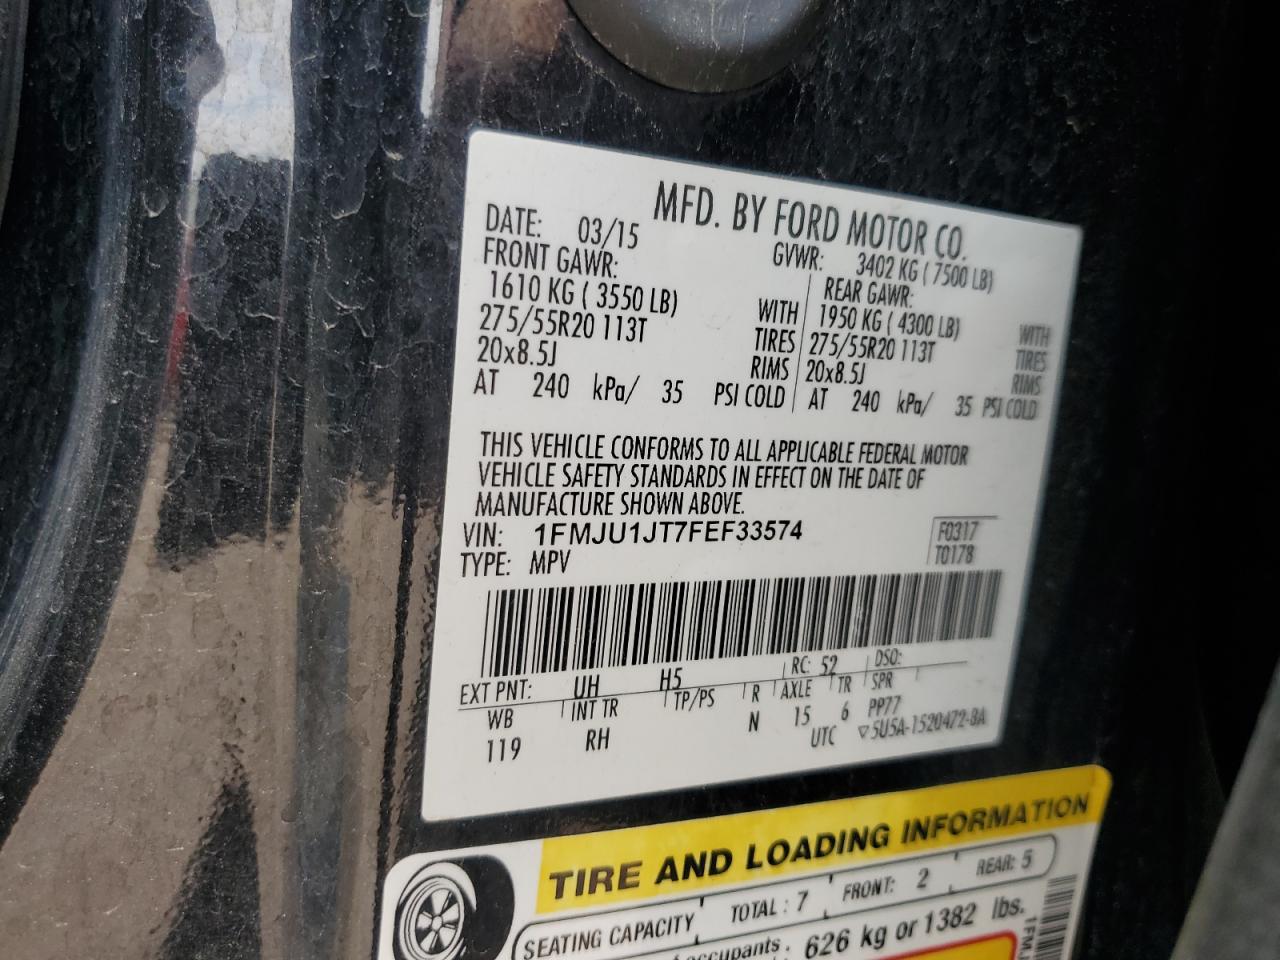 MFD. BY FORD MOTOR CO.
DATE: 03/15 GVWR: 3402 KG ( 7500 LB)
FRONT GAWR: REAR GAWR:
1610 KG ( 3550 LB) WITH 1950 KG ( 4300 LB) WITH
275/55R20 113T TIRES 275/55R20 113T TIRES
20x8.5J RIMS 20x8.5J RIMS
AT 240 kPa/ 35 PSI COLD AT 240 kPa/ 35 PSI COLD
THIS VEHICLE CONFORMS TO ALL APPLICABLE FEDERAL MOTOR
VEHICLE SAFETY STANDARDS IN EFFECT ON THE DATE OF
MANUFACTURE SHOWN ABOVE.
VIN: 1FMJU1JT7FEF33574 F0317
TYPE: MPV T0178
EXT PNT: UH H5 RC: 52 DSO:
WB INT TR TP/PS R AXLE TR SPR
119 RH N 15 6 PP77
UTC ▽5U5A-1520472-BA
TIRE AND LOADING INFORMATION
SEATING CAPACITY TOTAL : 7 FRONT: 2 REAR: 5
occupants . 626 kg or 1382 lbs.
1FM